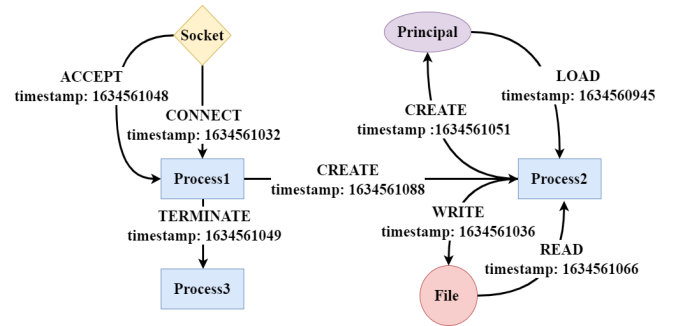 Socket
Principal
ACCEPT
timestamp: 1634561048
LOAD
timestamp: 1634560945
CONNECT
timestamp: 1634561032
CREATE
timestamp :1634561051
Process1
CREATE
timestamp: 1634561088
Process2
TERMINATE
timestamp: 1634561049
WRITE
timestamp: 1634561036
READ
timestamp: 1634561066
Process3
File